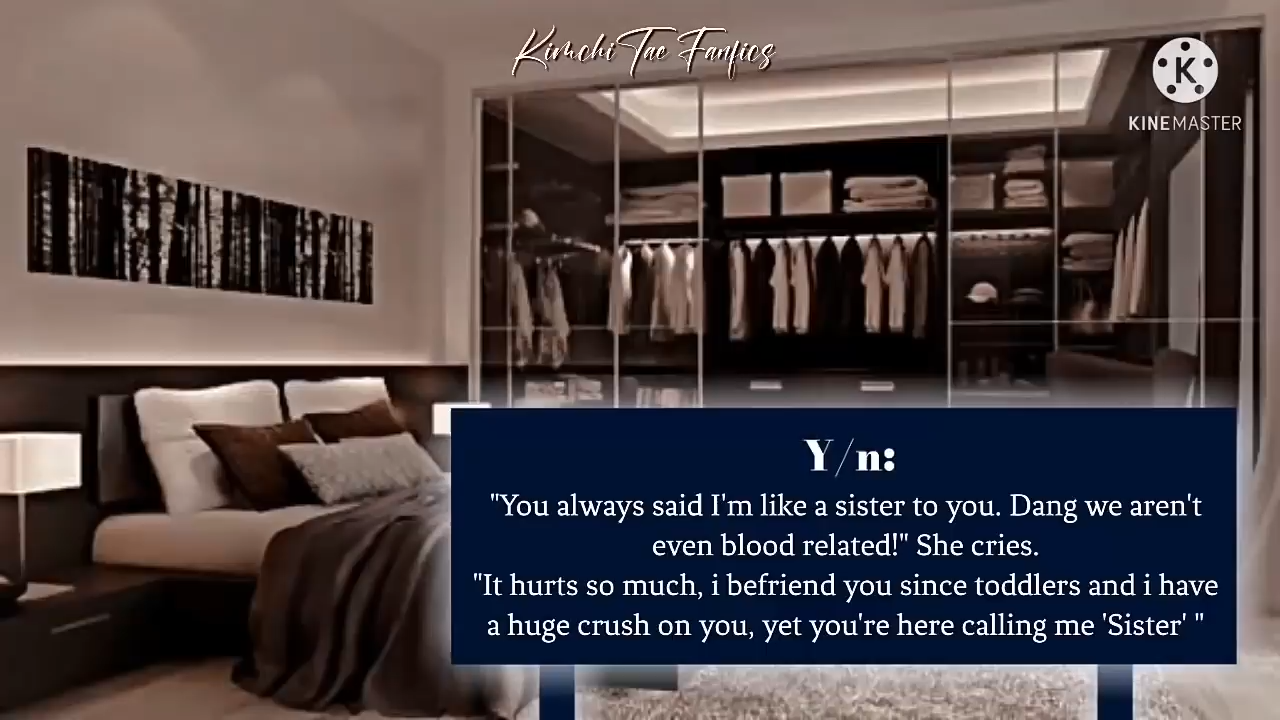 Kimchi Tae Fanfics
K
KINEMASTER
Y/n:
"You always said I'm like a sister to you. Dang we aren't
even blood related!" She cries.
"It hurts so much, i befriend you since toddlers and i have
a huge crush on you, yet you're here calling me 'Sister' "